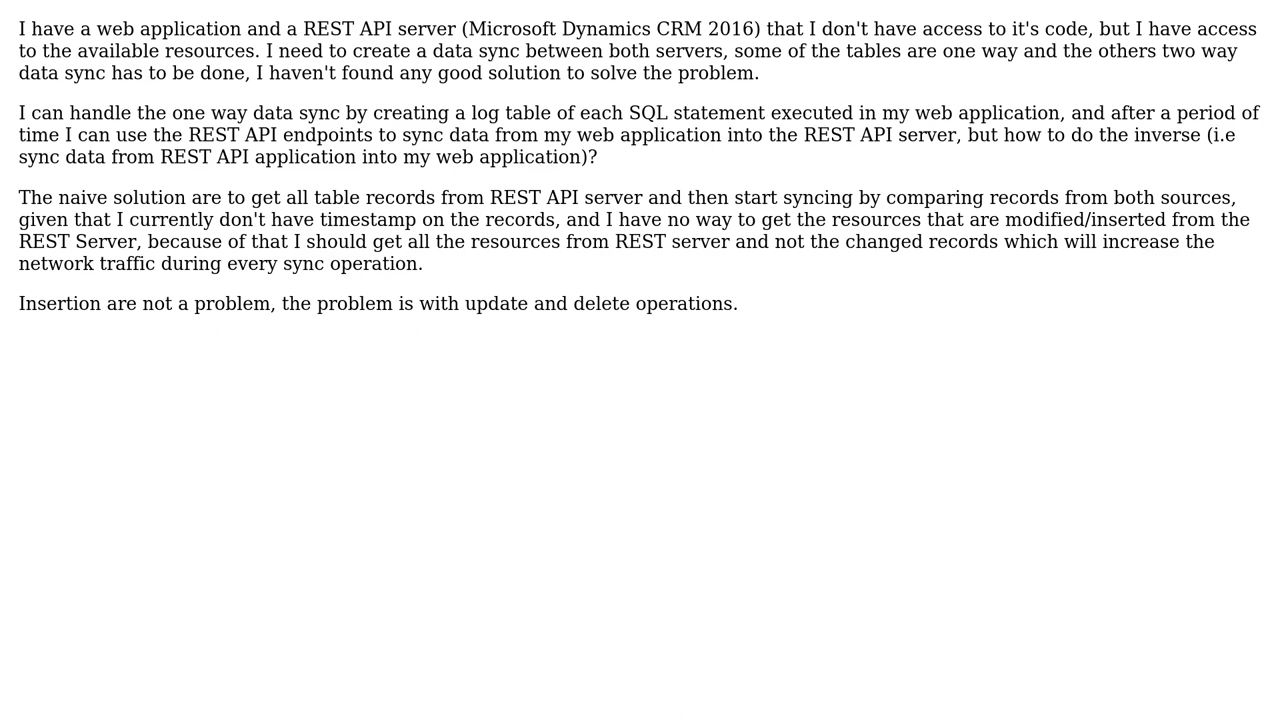 I have a web application and a REST API server (Microsoft Dynamics CRM 2016) that I don't have access to it's code, but I have access
to the available resources. I need to create a data sync between both servers, some of the tables are one way and the others two way
data sync has to be done, I haven't found any good solution to solve the problem.
I can handle the one way data sync by creating a log table of each SQL statement executed in my web application, and after a period of
time I can use the REST API endpoints to sync data from my web application into the REST API server, but how to do the inverse (i.e
sync data from REST API application into my web application)?
The naive solution are to get all table records from REST API server and then start syncing by comparing records from both sources,
given that I currently don't have timestamp on the records, and I have no way to get the resources that are modified/inserted from the
REST Server, because of that I should get all the resources from REST server and not the changed records which will increase the
network traffic during every sync operation.
Insertion are not a problem, the problem is with update and delete operations.